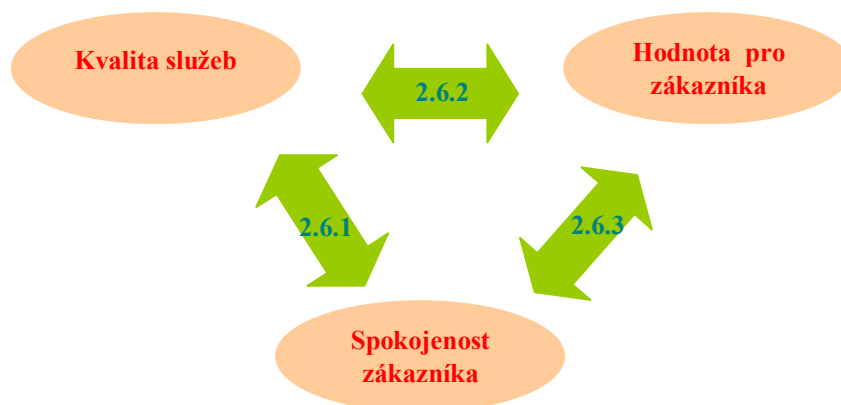 Kvalita služeb
Hodnota pro
zákazníka
2.6.2
2.6.1
2.6.3
Spokojenost
zákazníka